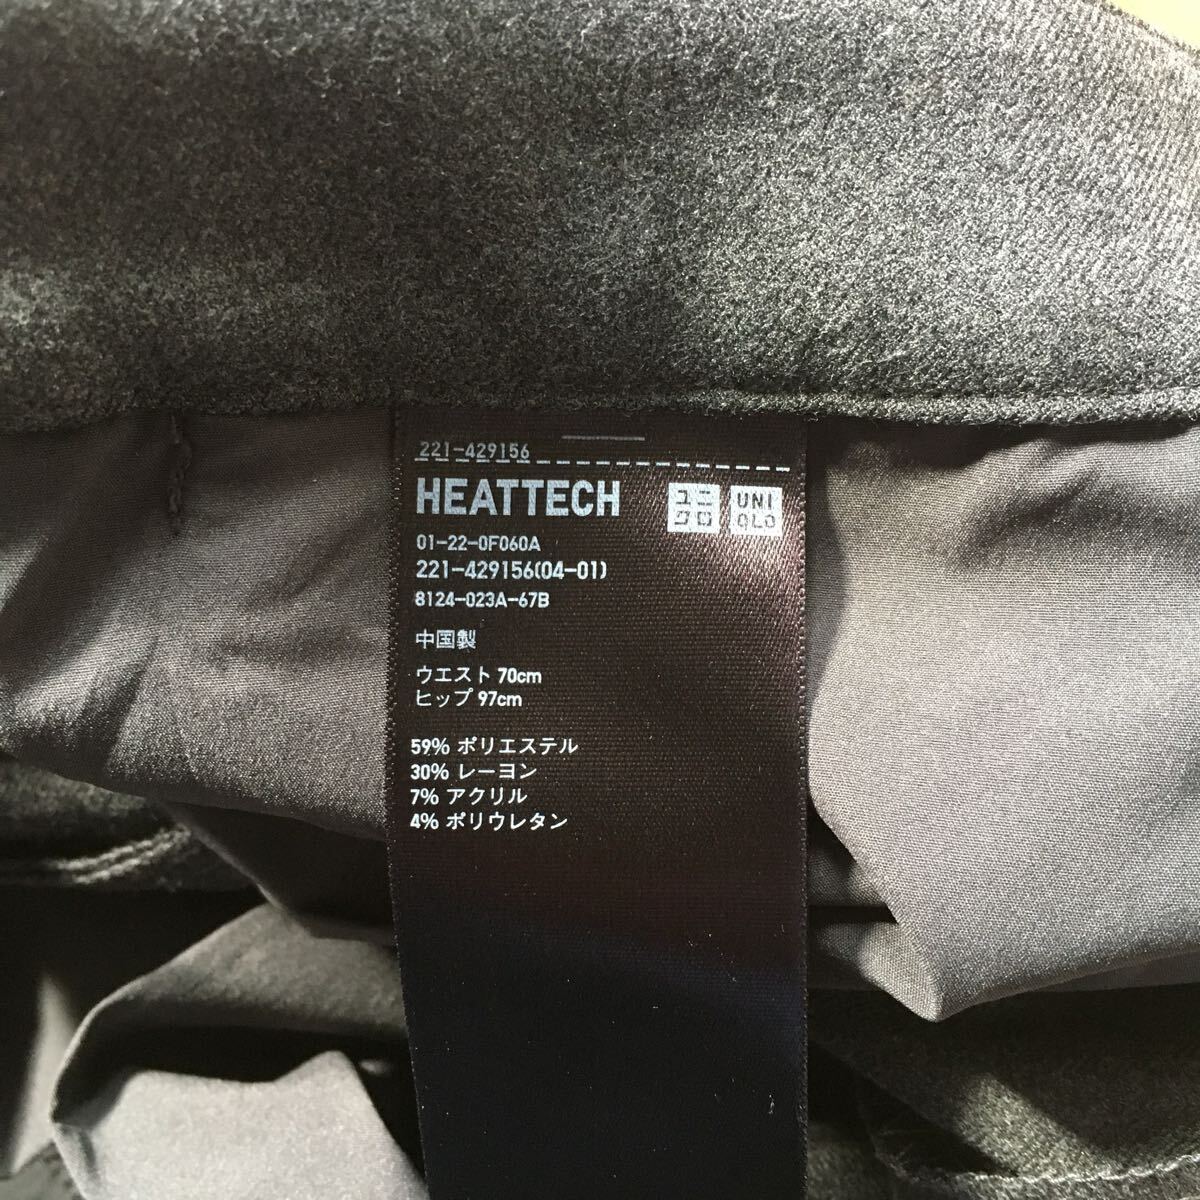 221-429156
HEATTECH
ユニ
クロ
UNI
QLO
01-22-0F060A
221-429156(04-01)
8124-023A-67B
中国製
ウエスト 70cm
ヒップ 97cm
59% ポリエステル
30% レーヨン
7% アクリル
4% ポリウレタン